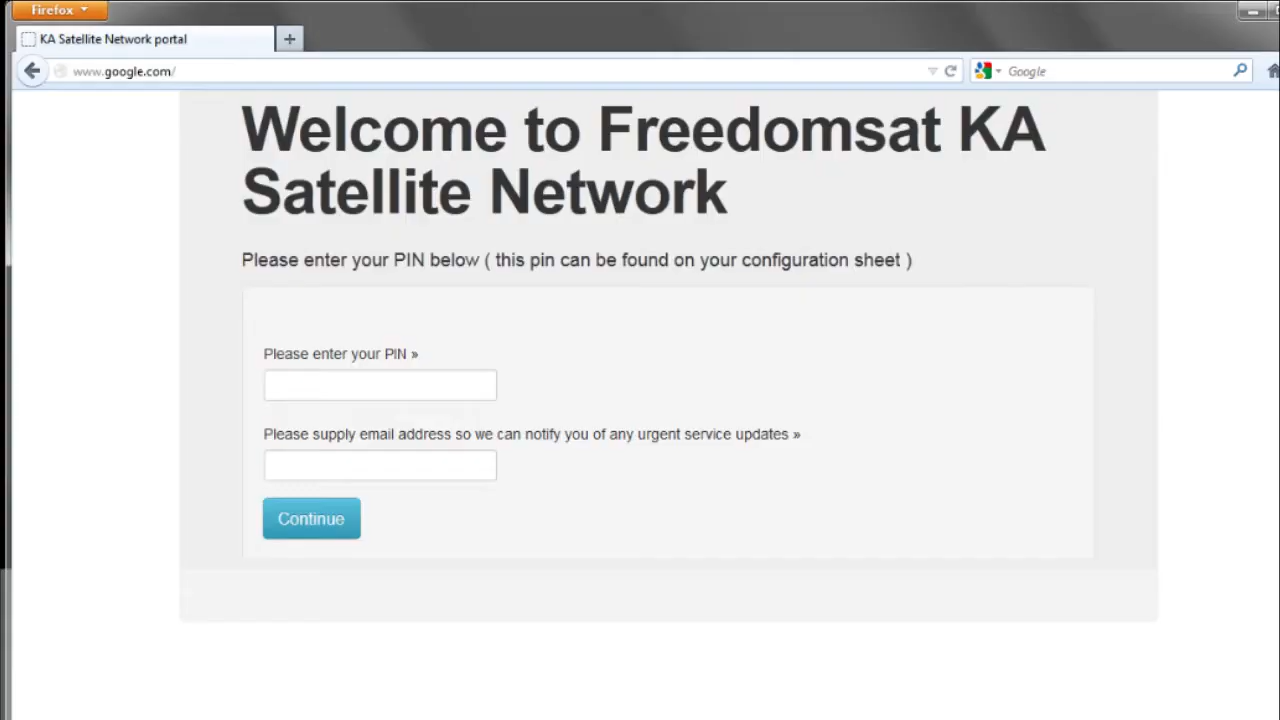 Firefox
KA Satellite Network portal
www.google.com/
Google
Welcome to Freedomsat KA
Satellite Network
Please enter your PIN below ( this pin can be found on your configuration sheet )
Please enter your PIN »
Please supply email address so we can notify you of any urgent service updates »
Continue